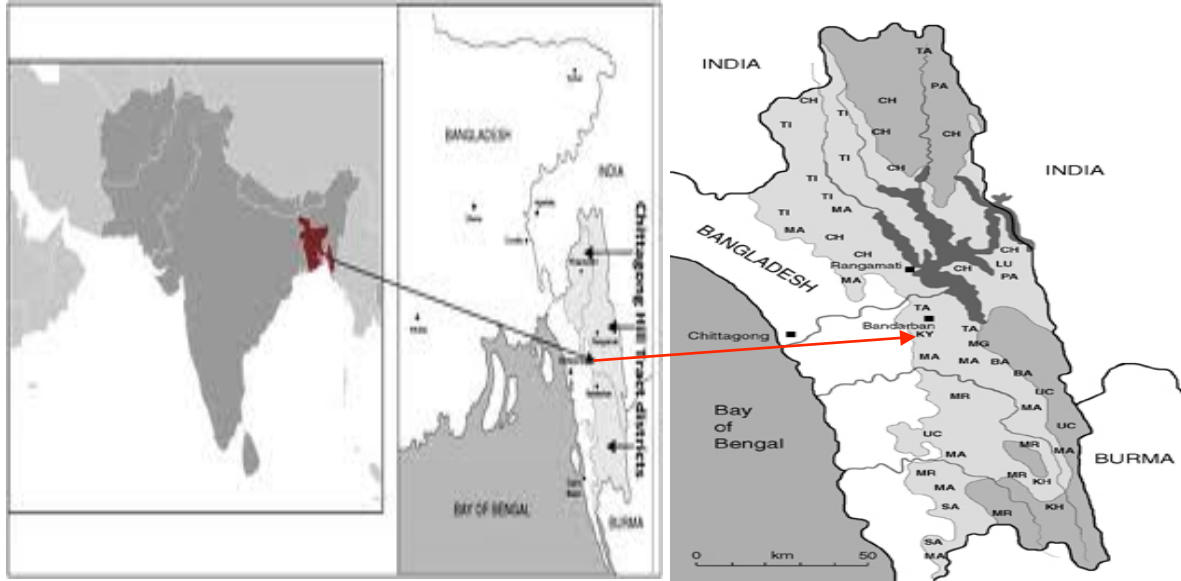 BANGLADESH
INDIA
Chittagong Hill Tract districts
BAY OF BENGAL
BURMA
INDIA
TA
PA
CH
CH
TI
TI
CH
CH
TI
CH
INDIA
TI
MA
TI
MA
CH
CH
BANGLADESH
CH
LU
PA
CH
Rangamati
MA
TA
Bandarban
TA
Chittagong
KY
MG
MA
MA
BA
BA
UC
MR
MA
Bay
of
Bengal
UC
UC
MR
MA
MA
BURMA
MR
MR
KH
MA
SA
MR
KH
SA
MA
0 km 50